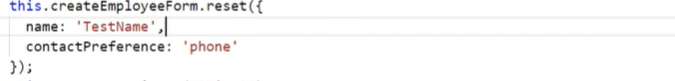 this.createEmployeeForm.reset({
name: 'TestName',
contactPreference: 'phone'
});